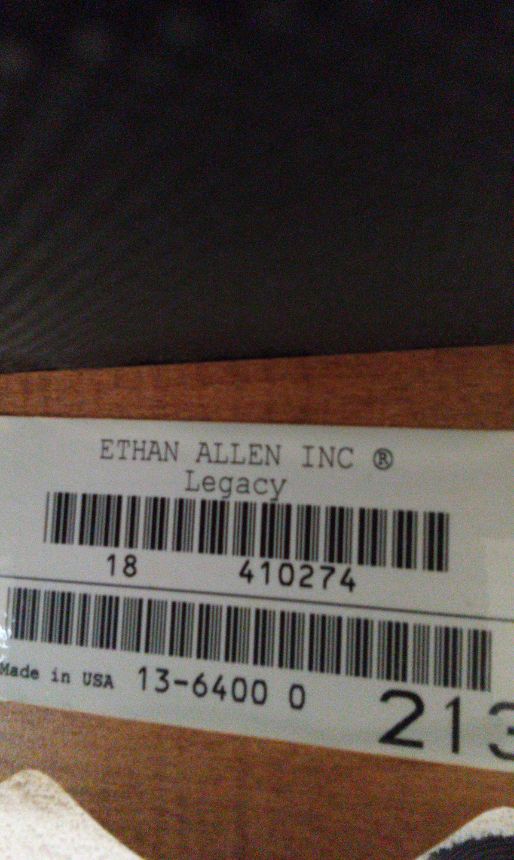 ETHAN ALLEN INC ®
Legacy
18 410274
Made in USA 13-6400 0 213